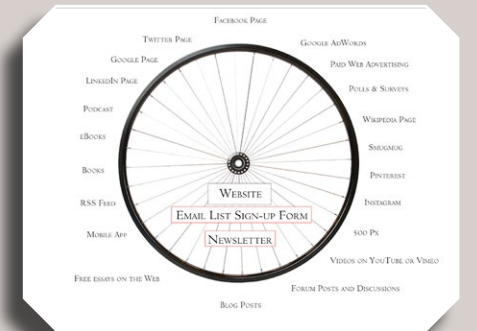 Facebook Page
Twitter Page
Google AdWords
Google Page
Paid Web Advertising
LinkedIn Page
Polls & Surveys
Podcast
Wikipedia Page
eBooks
Smugmug
Books
Pinterest
Website
RSS Feed
Instagram
Email List Sign-up Form
Mobile App
500 Px
Newsletter
Videos on YouTube or Vimeo
Free essays on the Web
Forum Posts and Discussions
Blog Posts